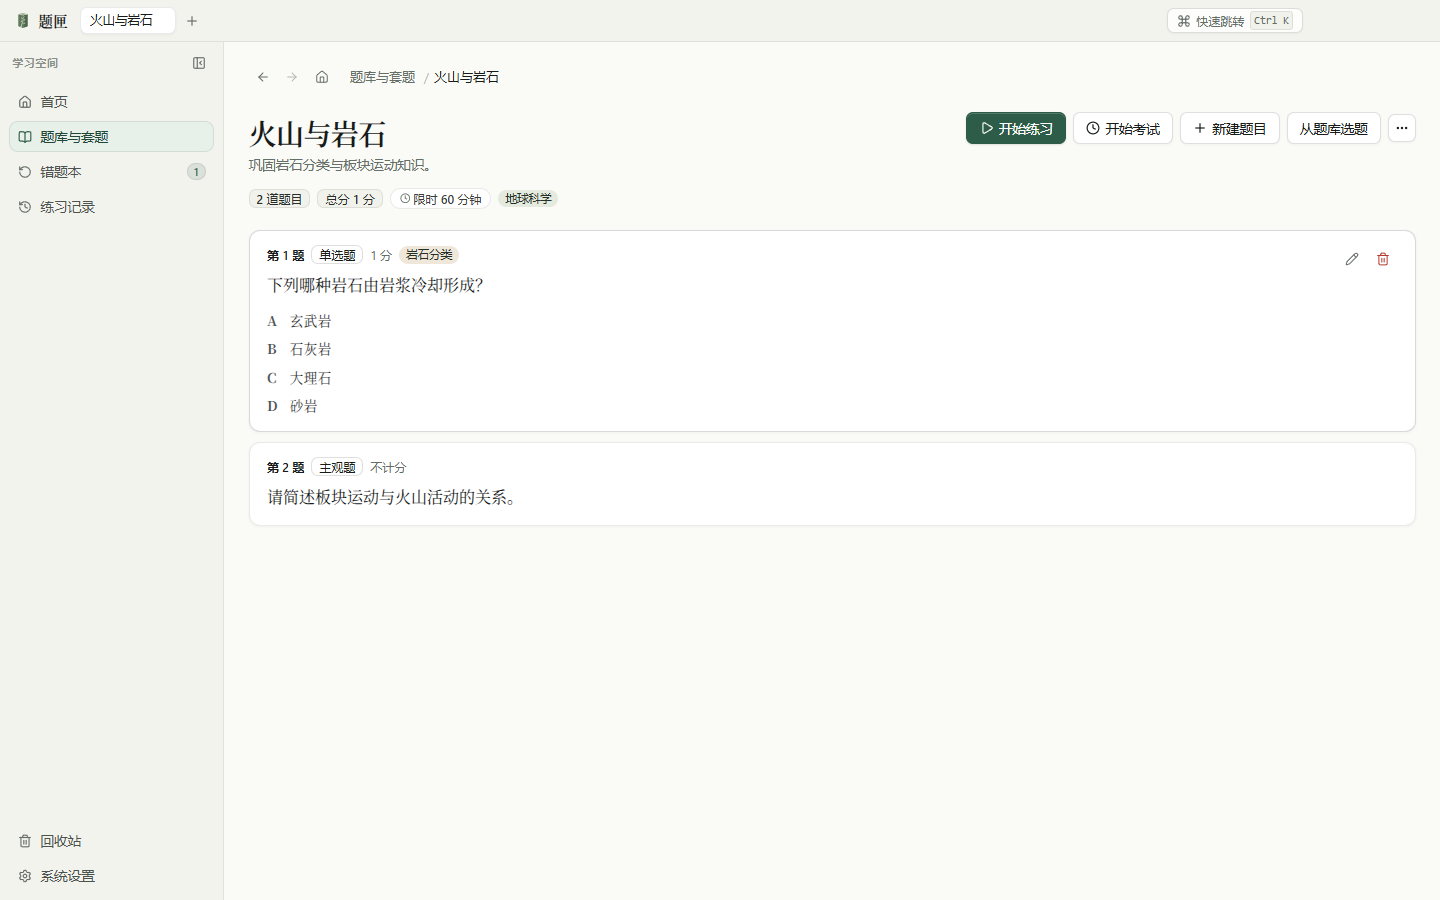 题匣
火山与岩石
快速跳转 Ctrl K
学习空间
首页
题库与套题
错题本 1
练习记录
回收站
系统设置
题库与套题 / 火山与岩石
火山与岩石
巩固岩石分类与板块运动知识。
开始练习
开始考试
新建题目
从题库选题
2 道题目
总分 1 分
限时 60 分钟
地球科学
第 1 题 单选题 1 分 岩石分类
下列哪种岩石由岩浆冷却形成？
A 玄武岩
B 石灰岩
C 大理石
D 砂岩
第 2 题 主观题 不计分
请简述板块运动与火山活动的关系。